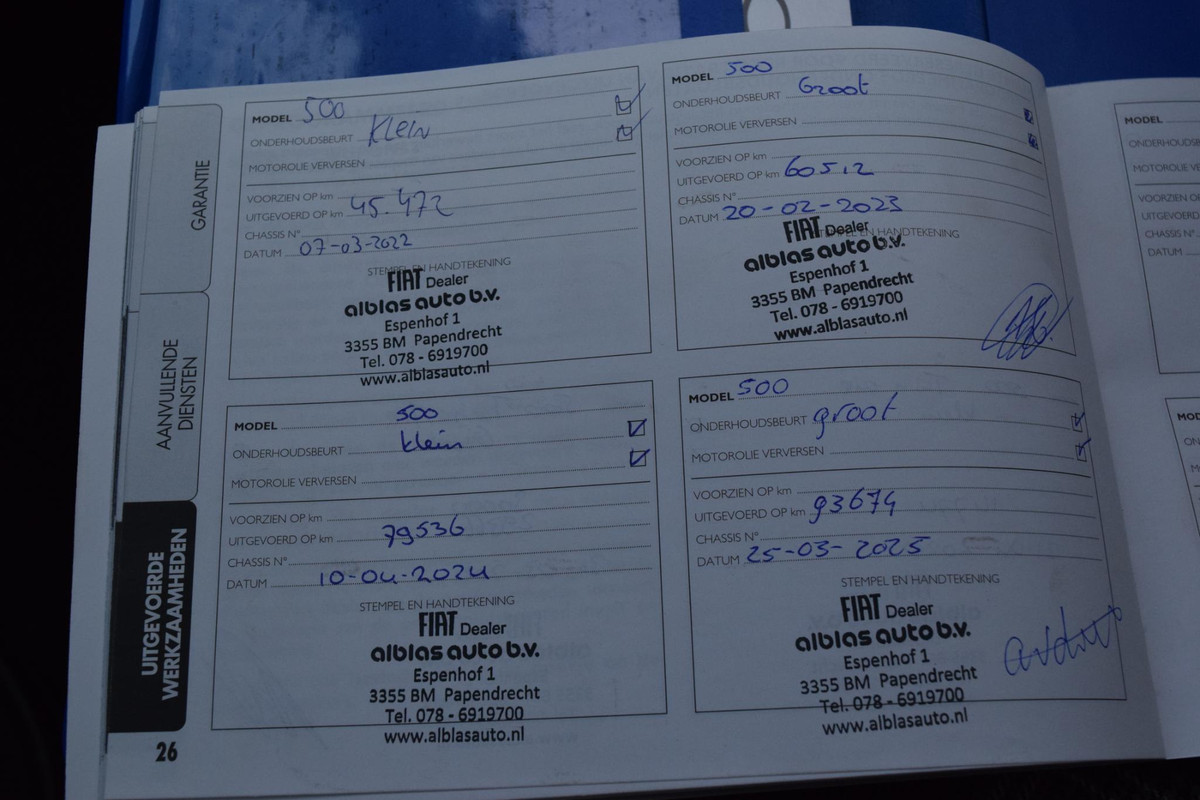 GARANTIE
AANVULLENDE
DIENSTEN
UITGEVOERDE
WERKZAAMHEDEN
26
MODEL 500
ONDERHOUDSBEURT Klein
MOTOROLIE VERVERSEN
VOORZIEN OP km
UITGEVOERD OP km 45.472
CHASSIS N°
DATUM 07-03-2022
STEMPEL EN HANDTEKENING
FIAT Dealer
alblas auto b.v.
Espenhof 1
3355 BM Papendrecht
Tel. 078 - 6919700
www.alblasauto.nl
MODEL 500
ONDERHOUDSBEURT Groot
MOTOROLIE VERVERSEN
VOORZIEN OP km
UITGEVOERD OP km 60512
CHASSIS N°
DATUM 20-02-2023
STEMPEL EN HANDTEKENING
FIAT Dealer
alblas auto b.v.
Espenhof 1
3355 BM Papendrecht
Tel. 078 - 6919700
www.alblasauto.nl
MODEL 500
ONDERHOUDSBEURT klein
MOTOROLIE VERVERSEN
VOORZIEN OP km
UITGEVOERD OP km 79536
CHASSIS N°
DATUM 10-04-2024
STEMPEL EN HANDTEKENING
FIAT Dealer
alblas auto b.v.
Espenhof 1
3355 BM Papendrecht
Tel. 078 - 6919700
www.alblasauto.nl
MODEL 500
ONDERHOUDSBEURT groot
MOTOROLIE VERVERSEN
VOORZIEN OP km
UITGEVOERD OP km 93674
CHASSIS N°
DATUM 25-03-2025
STEMPEL EN HANDTEKENING
FIAT Dealer
alblas auto b.v.
Espenhof 1
3355 BM Papendrecht
Tel. 078 - 6919700
www.alblasauto.nl
MODEL
ONDERHOUDSB
MOTOROLIE VE
VOORZIEN O
UITGEVOERD
CHASSIS N°
DATUM
MOD